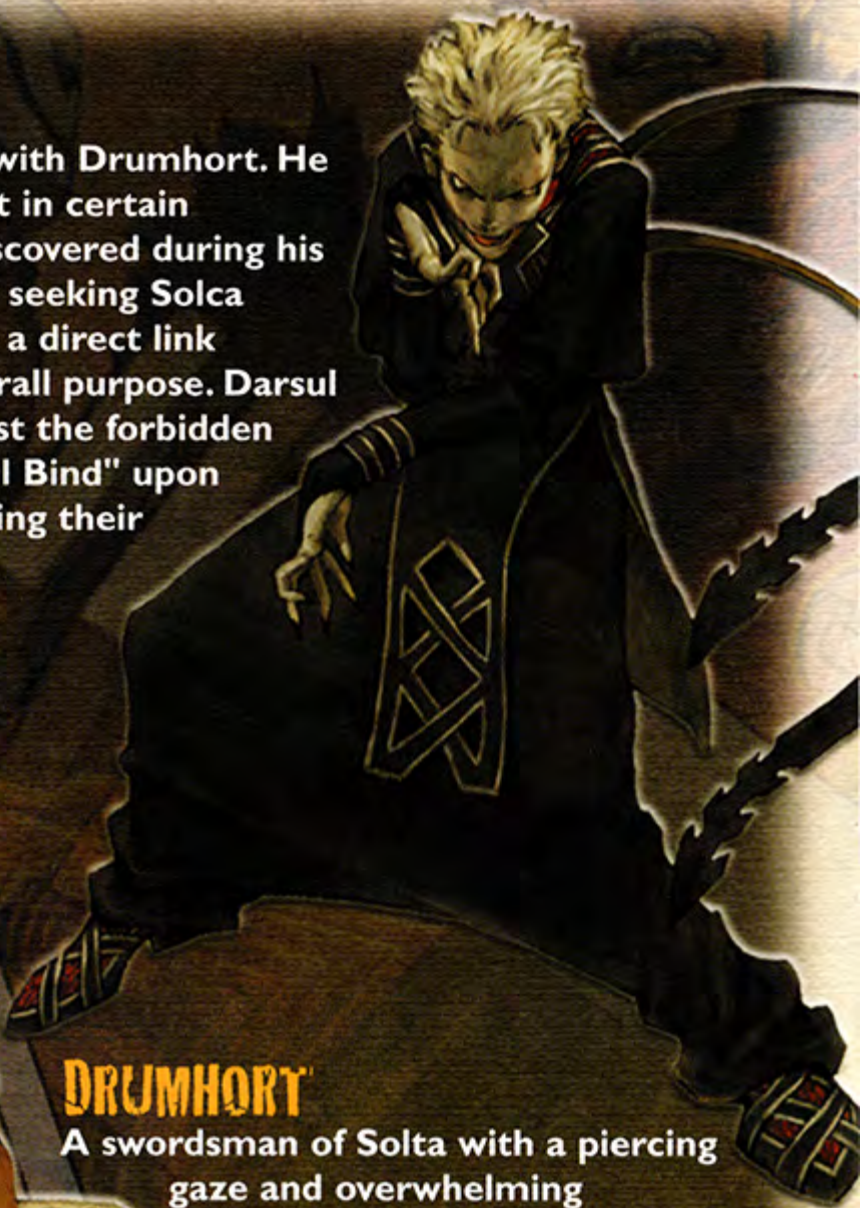 with Drumhort. He
t in certain
scovered during his
seeking Solca
a direct link
rall purpose. Darsul
st the forbidden
l Bind" upon
ing their
DRUMHORT
A swordsman of Solta with a piercing
gaze and overwhelming